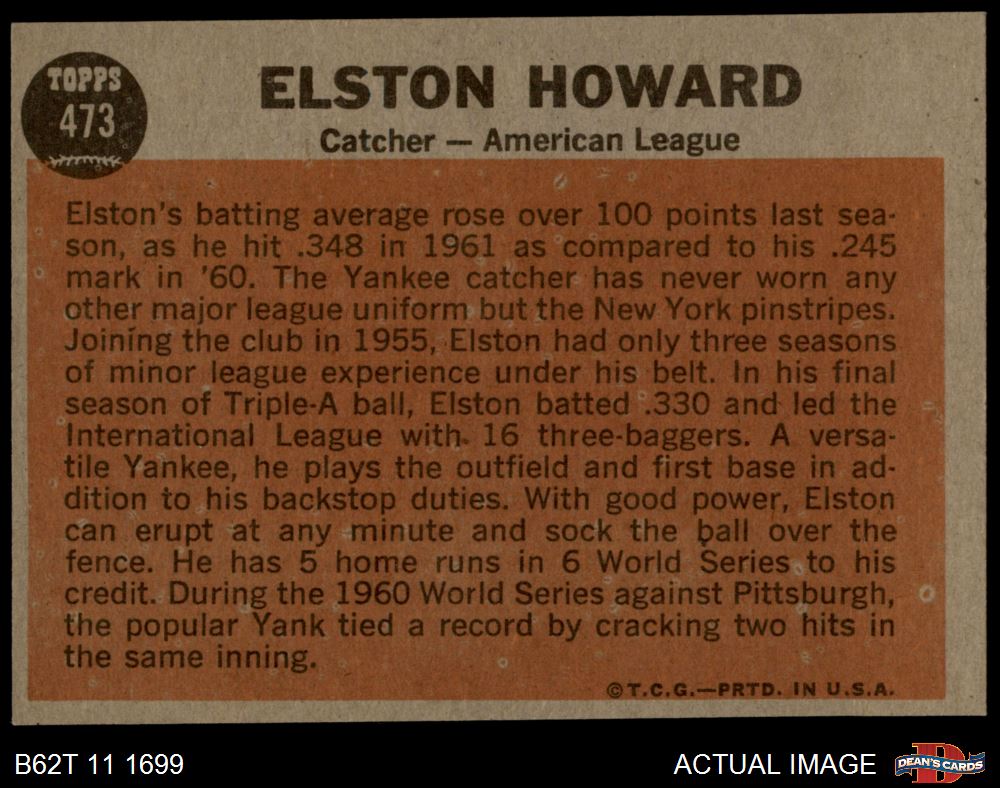 TOPPS
473
ELSTON HOWARD
Catcher — American League
Elston's batting average rose over 100 points last sea-
son, as he hit .348 in 1961 as compared to his .245
mark in '60. The Yankee catcher has never worn any
other major league uniform but the New York pinstripes.
Joining the club in 1955, Elston had only three seasons
of minor league experience under his belt. In his final
season of Triple-A ball, Elston batted .330 and led the
International League with 16 three-baggers. A versa-
tile Yankee, he plays the outfield and first base in ad-
dition to his backstop duties. With good power, Elston
can erupt at any minute and sock the ball over the
fence. He has 5 home runs in 6 World Series to his
credit. During the 1960 World Series against Pittsburgh,
the popular Yank tied a record by cracking two hits in
the same inning.
©T.C.G.—PRTD. IN U.S.A.
B62T 11 1699
ACTUAL IMAGE
DEAN'S CARDS